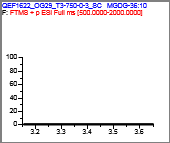 QEF1622_OG29_T3-750-0-3_SC MGDG-36:10
F: FTMS + p ESI Full ms [500.0000-2000.0000]
100
80
60
40
20
0
3.2 3.3 3.4 3.5 3.6